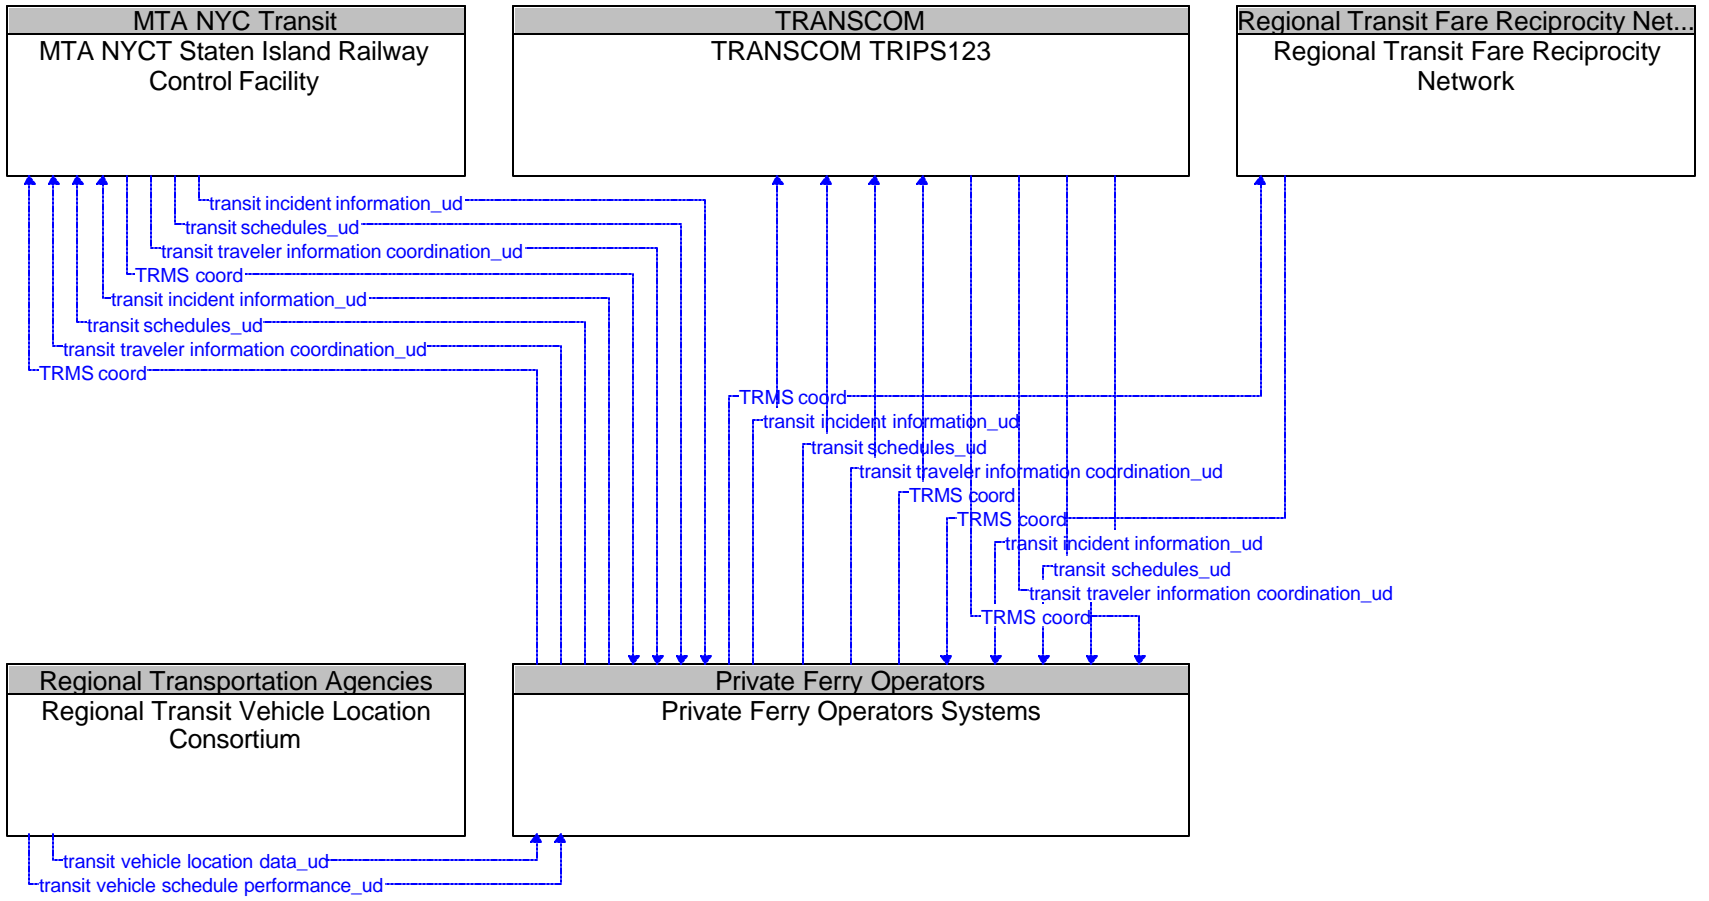 MTA NYC Transit
MTA NYCT Staten Island Railway
Control Facility
TRANSCOM
TRANSCOM TRIPS123
Regional Transit Fare Reciprocity Net...
Regional Transit Fare Reciprocity
Network
transit incident information_ud
transit schedules_ud
transit traveler information coordination_ud
TRMS coord
transit incident information_ud
transit schedules_ud
transit traveler information coordination_ud
TRMS coord
TRMS coord
transit incident information_ud
transit schedules_ud
transit traveler information coordination_ud
TRMS coord
TRMS coord
transit incident information_ud
transit schedules_ud
transit traveler information coordination_ud
TRMS coord
Regional Transportation Agencies
Regional Transit Vehicle Location
Consortium
Private Ferry Operators
Private Ferry Operators Systems
transit vehicle location data_ud
transit vehicle schedule performance_ud